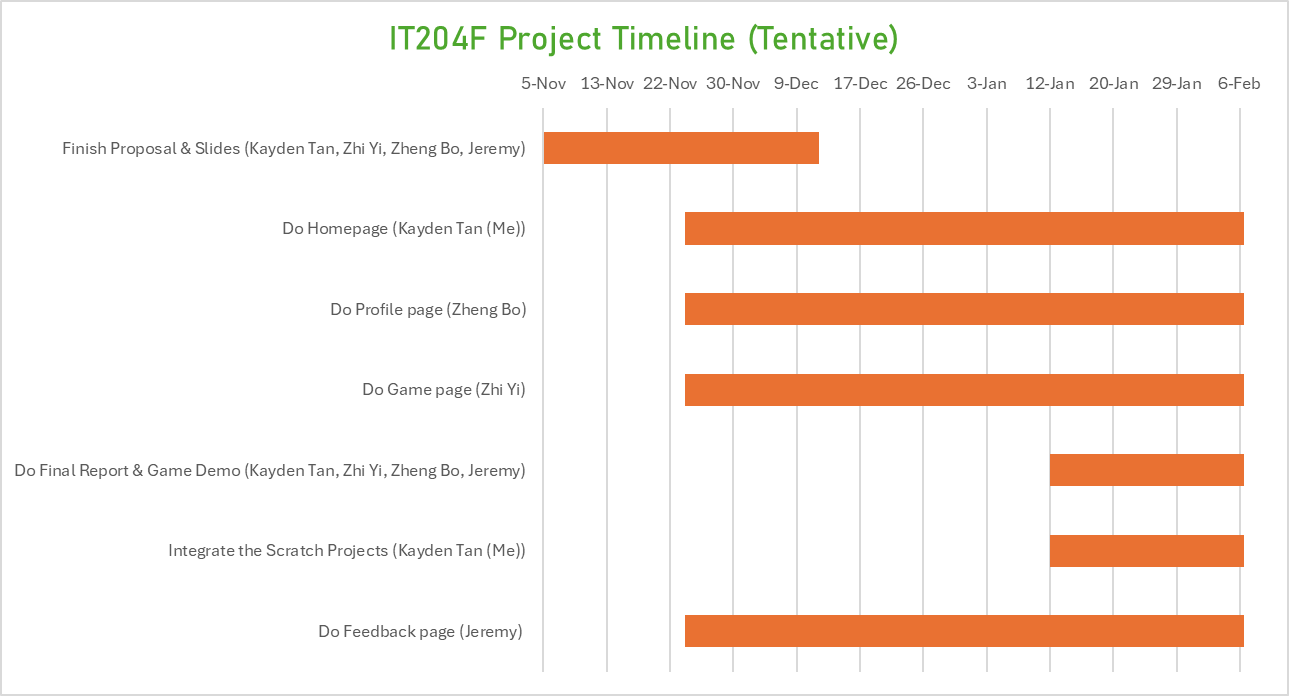 IT204F Project Timeline (Tentative)
5-Nov 13-Nov 22-Nov 30-Nov 9-Dec 17-Dec 26-Dec 3-Jan 12-Jan 20-Jan 29-Jan 6-Feb
Finish Proposal & Slides (Kayden Tan, Zhi Yi, Zheng Bo, Jeremy)
Do Homepage (Kayden Tan (Me))
Do Profile page (Zheng Bo)
Do Game page (Zhi Yi)
Do Final Report & Game Demo (Kayden Tan, Zhi Yi, Zheng Bo, Jeremy)
Integrate the Scratch Projects (Kayden Tan (Me))
Do Feedback page (Jeremy)